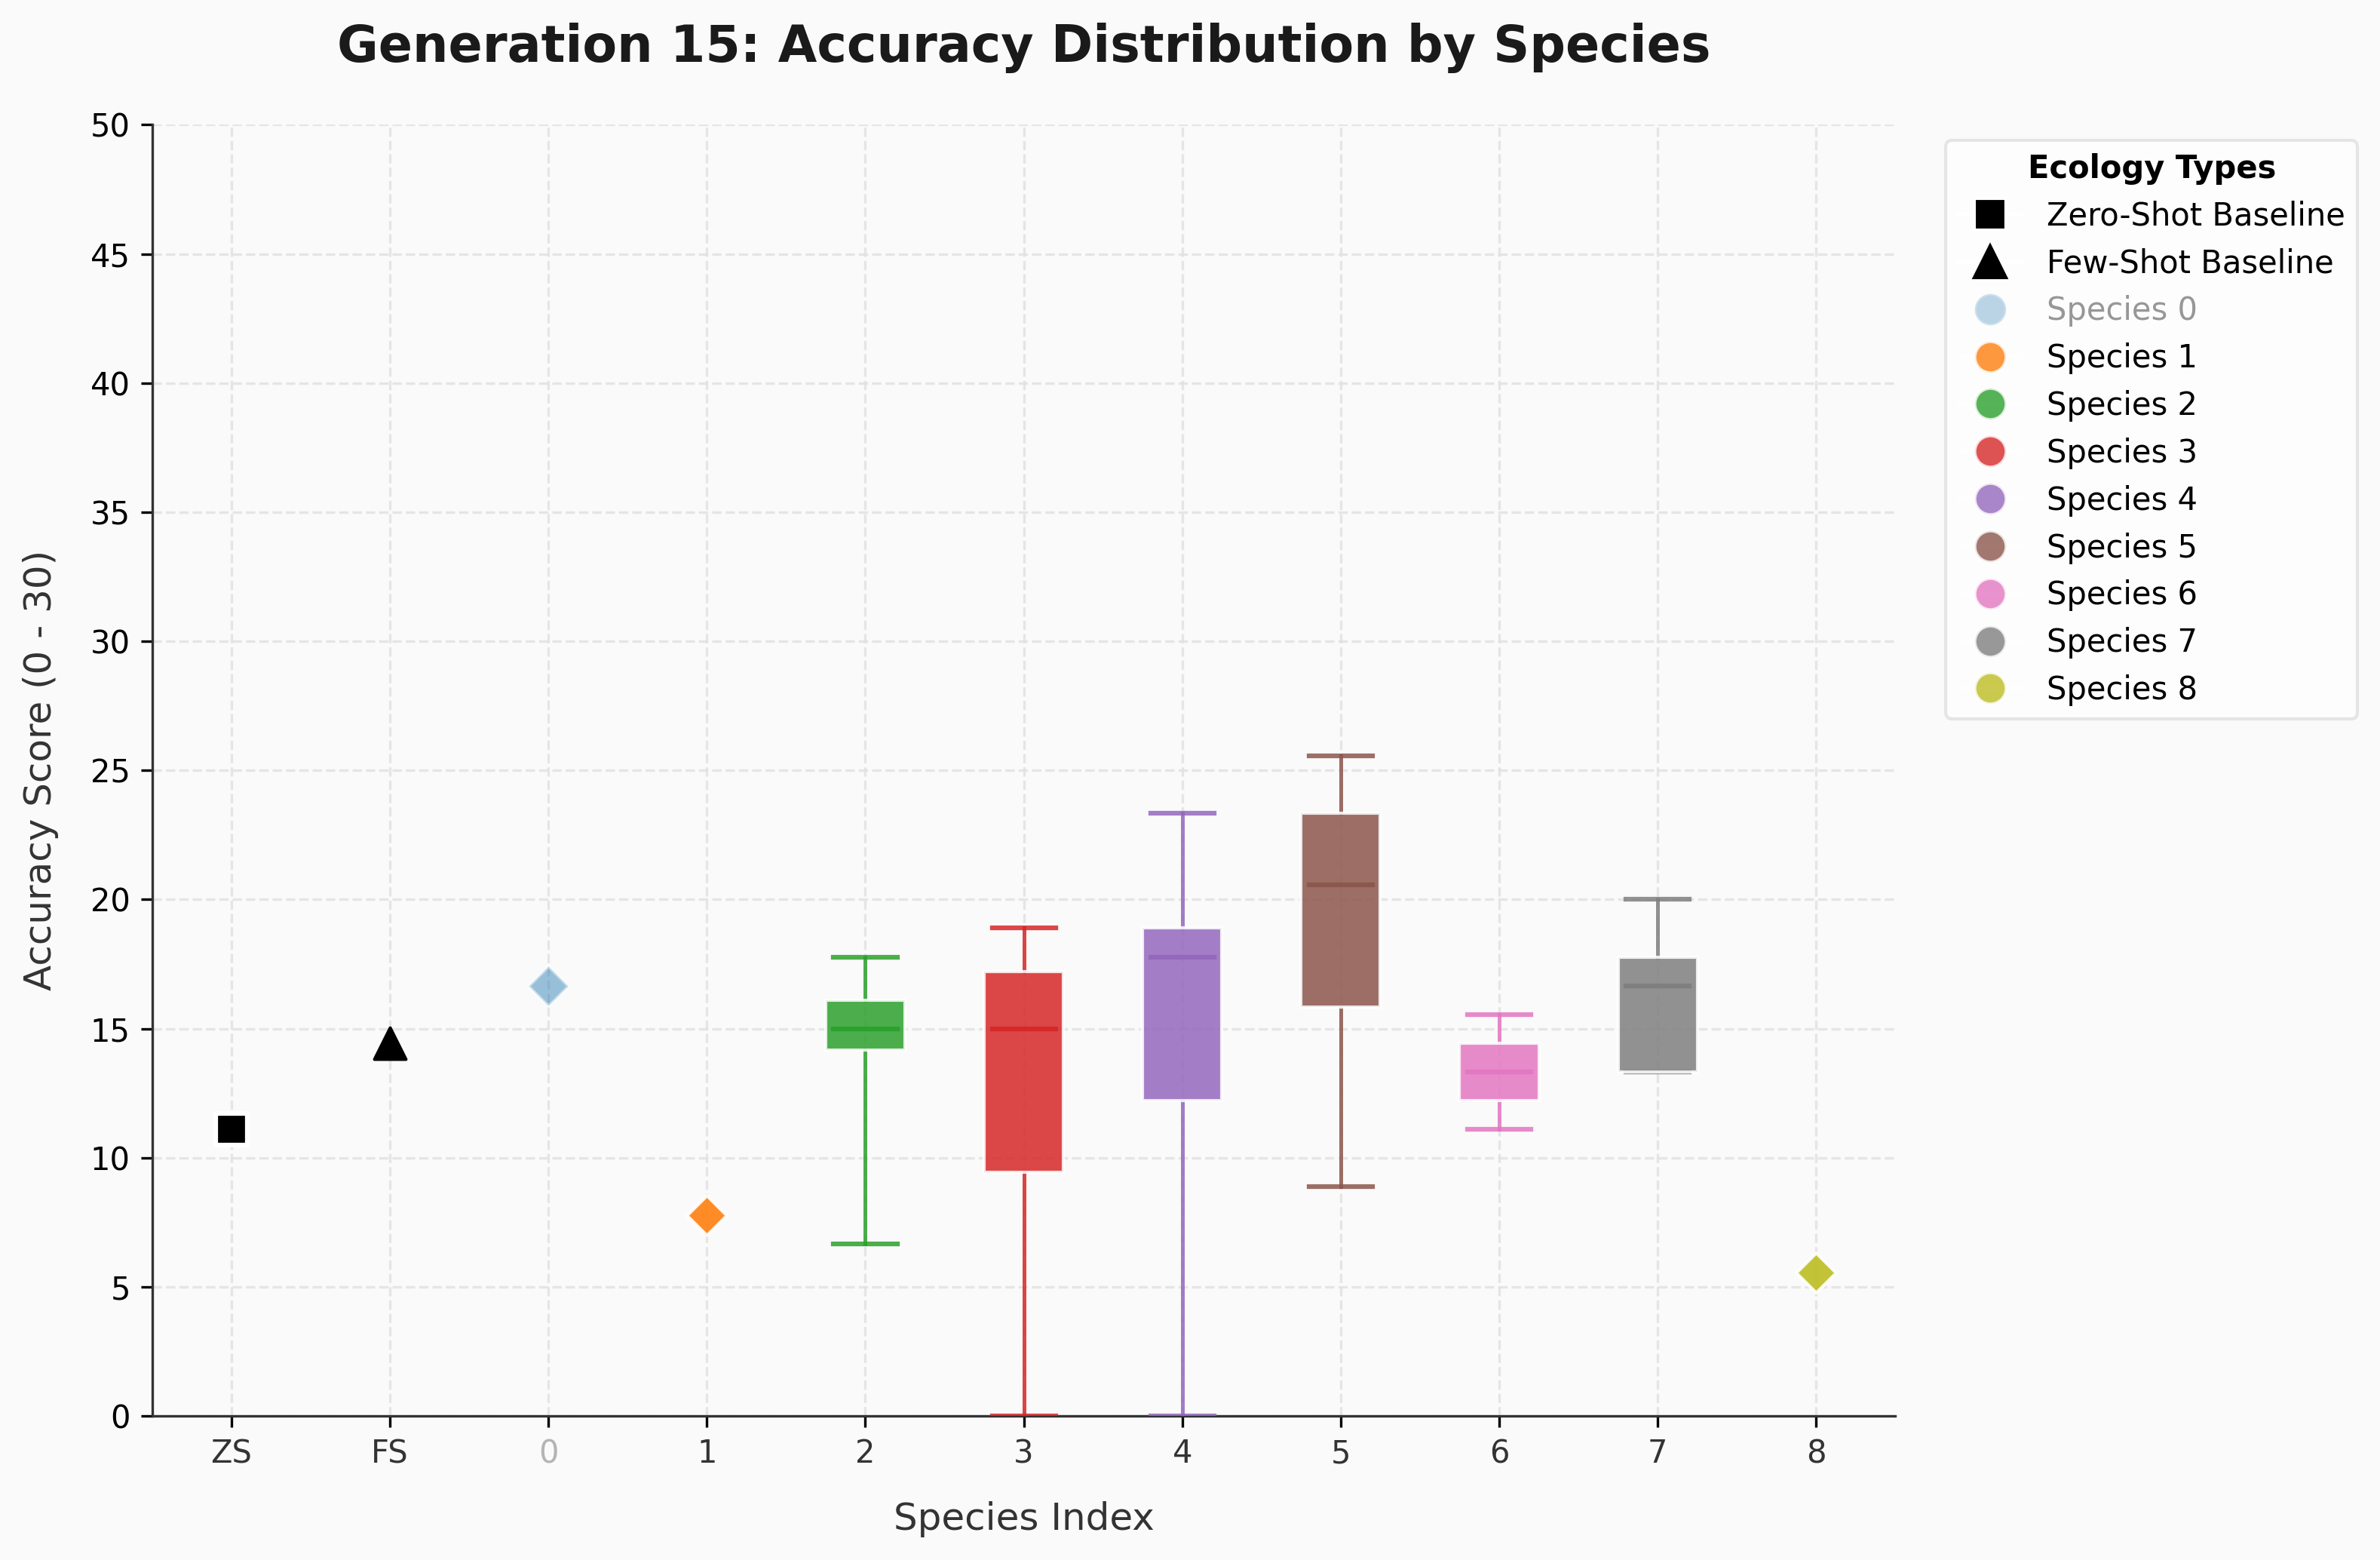 Generation 15: Accuracy Distribution by Species
Accuracy Score (0 - 30)
50
45
40
35
30
25
20
15
10
5
0
ZS
FS
0
1
2
3
4
5
6
7
8
Species Index
Ecology Types
Zero-Shot Baseline
Few-Shot Baseline
Species 0
Species 1
Species 2
Species 3
Species 4
Species 5
Species 6
Species 7
Species 8